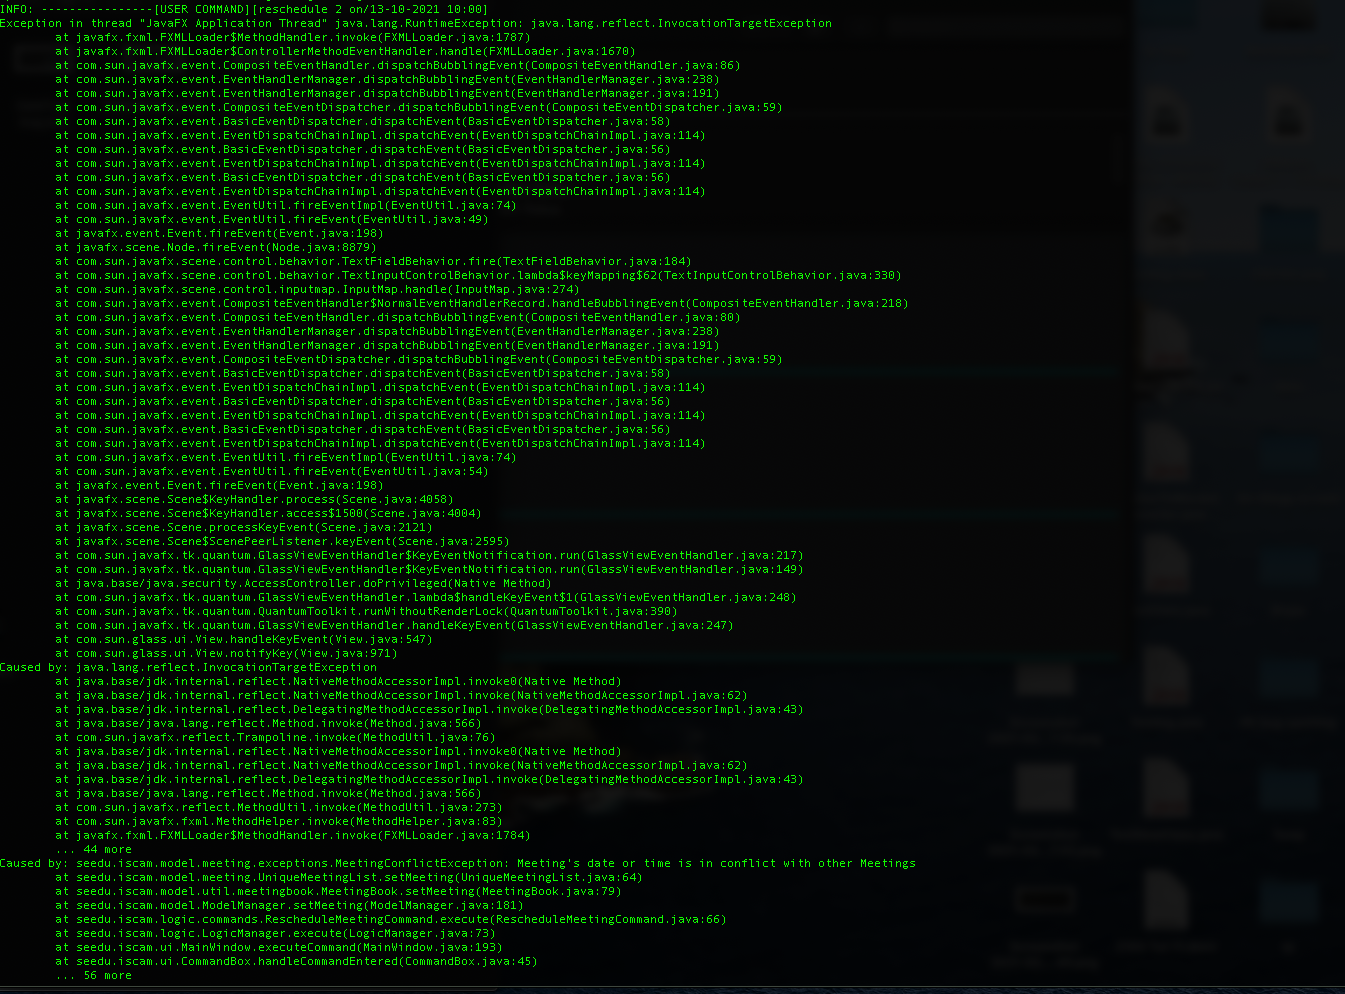 INFO: ----------------[USER COMMAND][reschedule 2 on/13-10-2021 10:00]
Exception in thread "JavaFX Application Thread" java.lang.RuntimeException: java.lang.reflect.InvocationTargetException
at javafx.fxml.FXMLLoader$MethodHandler.invoke(FXMLLoader.java:1787)
at javafx.fxml.FXMLLoader$ControllerMethodEventHandler.handle(FXMLLoader.java:1670)
at com.sun.javafx.event.CompositeEventHandler.dispatchBubblingEvent(CompositeEventHandler.java:86)
at com.sun.javafx.event.EventHandlerManager.dispatchBubblingEvent(EventHandlerManager.java:238)
at com.sun.javafx.event.EventHandlerManager.dispatchBubblingEvent(EventHandlerManager.java:191)
at com.sun.javafx.event.CompositeEventDispatcher.dispatchBubblingEvent(CompositeEventDispatcher.java:59)
at com.sun.javafx.event.BasicEventDispatcher.dispatchEvent(BasicEventDispatcher.java:58)
at com.sun.javafx.event.EventDispatchChainImpl.dispatchEvent(EventDispatchChainImpl.java:114)
at com.sun.javafx.event.BasicEventDispatcher.dispatchEvent(BasicEventDispatcher.java:56)
at com.sun.javafx.event.EventDispatchChainImpl.dispatchEvent(EventDispatchChainImpl.java:114)
at com.sun.javafx.event.BasicEventDispatcher.dispatchEvent(BasicEventDispatcher.java:56)
at com.sun.javafx.event.EventDispatchChainImpl.dispatchEvent(EventDispatchChainImpl.java:114)
at com.sun.javafx.event.EventUtil.fireEventImpl(EventUtil.java:74)
at com.sun.javafx.event.EventUtil.fireEvent(EventUtil.java:49)
at javafx.event.Event.fireEvent(Event.java:198)
at javafx.scene.Node.fireEvent(Node.java:8879)
at com.sun.javafx.scene.control.behavior.TextFieldBehavior.fire(TextFieldBehavior.java:184)
at com.sun.javafx.scene.control.behavior.TextInputControlBehavior.lambda$keyMapping$62(TextInputControlBehavior.java:330)
at com.sun.javafx.scene.control.inputmap.InputMap.handle(InputMap.java:274)
at com.sun.javafx.event.CompositeEventHandler$NormalEventHandlerRecord.handleBubblingEvent(CompositeEventHandler.java:218)
at com.sun.javafx.event.CompositeEventHandler.dispatchBubblingEvent(CompositeEventHandler.java:80)
at com.sun.javafx.event.EventHandlerManager.dispatchBubblingEvent(EventHandlerManager.java:238)
at com.sun.javafx.event.EventHandlerManager.dispatchBubblingEvent(EventHandlerManager.java:191)
at com.sun.javafx.event.CompositeEventDispatcher.dispatchBubblingEvent(CompositeEventDispatcher.java:59)
at com.sun.javafx.event.BasicEventDispatcher.dispatchEvent(BasicEventDispatcher.java:58)
at com.sun.javafx.event.EventDispatchChainImpl.dispatchEvent(EventDispatchChainImpl.java:114)
at com.sun.javafx.event.BasicEventDispatcher.dispatchEvent(BasicEventDispatcher.java:56)
at com.sun.javafx.event.EventDispatchChainImpl.dispatchEvent(EventDispatchChainImpl.java:114)
at com.sun.javafx.event.BasicEventDispatcher.dispatchEvent(BasicEventDispatcher.java:56)
at com.sun.javafx.event.EventDispatchChainImpl.dispatchEvent(EventDispatchChainImpl.java:114)
at com.sun.javafx.event.EventUtil.fireEventImpl(EventUtil.java:74)
at com.sun.javafx.event.EventUtil.fireEvent(EventUtil.java:54)
at javafx.event.Event.fireEvent(Event.java:198)
at javafx.scene.Scene$KeyHandler.process(Scene.java:4058)
at javafx.scene.Scene$KeyHandler.access$1500(Scene.java:4004)
at javafx.scene.Scene.processKeyEvent(Scene.java:2121)
at javafx.scene.Scene$ScenePeerListener.keyEvent(Scene.java:2595)
at com.sun.javafx.tk.quantum.GlassViewEventHandler$KeyEventNotification.run(GlassViewEventHandler.java:217)
at com.sun.javafx.tk.quantum.GlassViewEventHandler$KeyEventNotification.run(GlassViewEventHandler.java:149)
at java.base/java.security.AccessController.doPrivileged(Native Method)
at com.sun.javafx.tk.quantum.GlassViewEventHandler.lambda$handleKeyEvent$1(GlassViewEventHandler.java:248)
at com.sun.javafx.tk.quantum.QuantumToolkit.runWithoutRenderLock(QuantumToolkit.java:390)
at com.sun.javafx.tk.quantum.GlassViewEventHandler.handleKeyEvent(GlassViewEventHandler.java:247)
at com.sun.glass.ui.View.handleKeyEvent(View.java:547)
at com.sun.glass.ui.View.notifyKey(View.java:971)
Caused by: java.lang.reflect.InvocationTargetException
at java.base/jdk.internal.reflect.NativeMethodAccessorImpl.invoke0(Native Method)
at java.base/jdk.internal.reflect.NativeMethodAccessorImpl.invoke(NativeMethodAccessorImpl.java:62)
at java.base/jdk.internal.reflect.DelegatingMethodAccessorImpl.invoke(DelegatingMethodAccessorImpl.java:43)
at java.base/java.lang.reflect.Method.invoke(Method.java:566)
at com.sun.javafx.reflect.Trampoline.invoke(MethodUtil.java:76)
at java.base/jdk.internal.reflect.NativeMethodAccessorImpl.invoke0(Native Method)
at java.base/jdk.internal.reflect.NativeMethodAccessorImpl.invoke(NativeMethodAccessorImpl.java:62)
at java.base/jdk.internal.reflect.DelegatingMethodAccessorImpl.invoke(DelegatingMethodAccessorImpl.java:43)
at java.base/java.lang.reflect.Method.invoke(Method.java:566)
at com.sun.javafx.reflect.MethodUtil.invoke(MethodUtil.java:273)
at com.sun.javafx.fxml.MethodHelper.invoke(MethodHelper.java:83)
at javafx.fxml.FXMLLoader$MethodHandler.invoke(FXMLLoader.java:1784)
... 44 more
Caused by: seedu.iscam.model.meeting.exceptions.MeetingConflictException: Meeting's date or time is in conflict with other Meetings
at seedu.iscam.model.meeting.UniqueMeetingList.setMeeting(UniqueMeetingList.java:64)
at seedu.iscam.model.util.meetingbook.MeetingBook.setMeeting(MeetingBook.java:79)
at seedu.iscam.model.ModelManager.setMeeting(ModelManager.java:181)
at seedu.iscam.logic.commands.RescheduleMeetingCommand.execute(RescheduleMeetingCommand.java:66)
at seedu.iscam.logic.LogicManager.execute(LogicManager.java:73)
at seedu.iscam.ui.MainWindow.executeCommand(MainWindow.java:193)
at seedu.iscam.ui.CommandBox.handleCommandEntered(CommandBox.java:45)
... 56 more